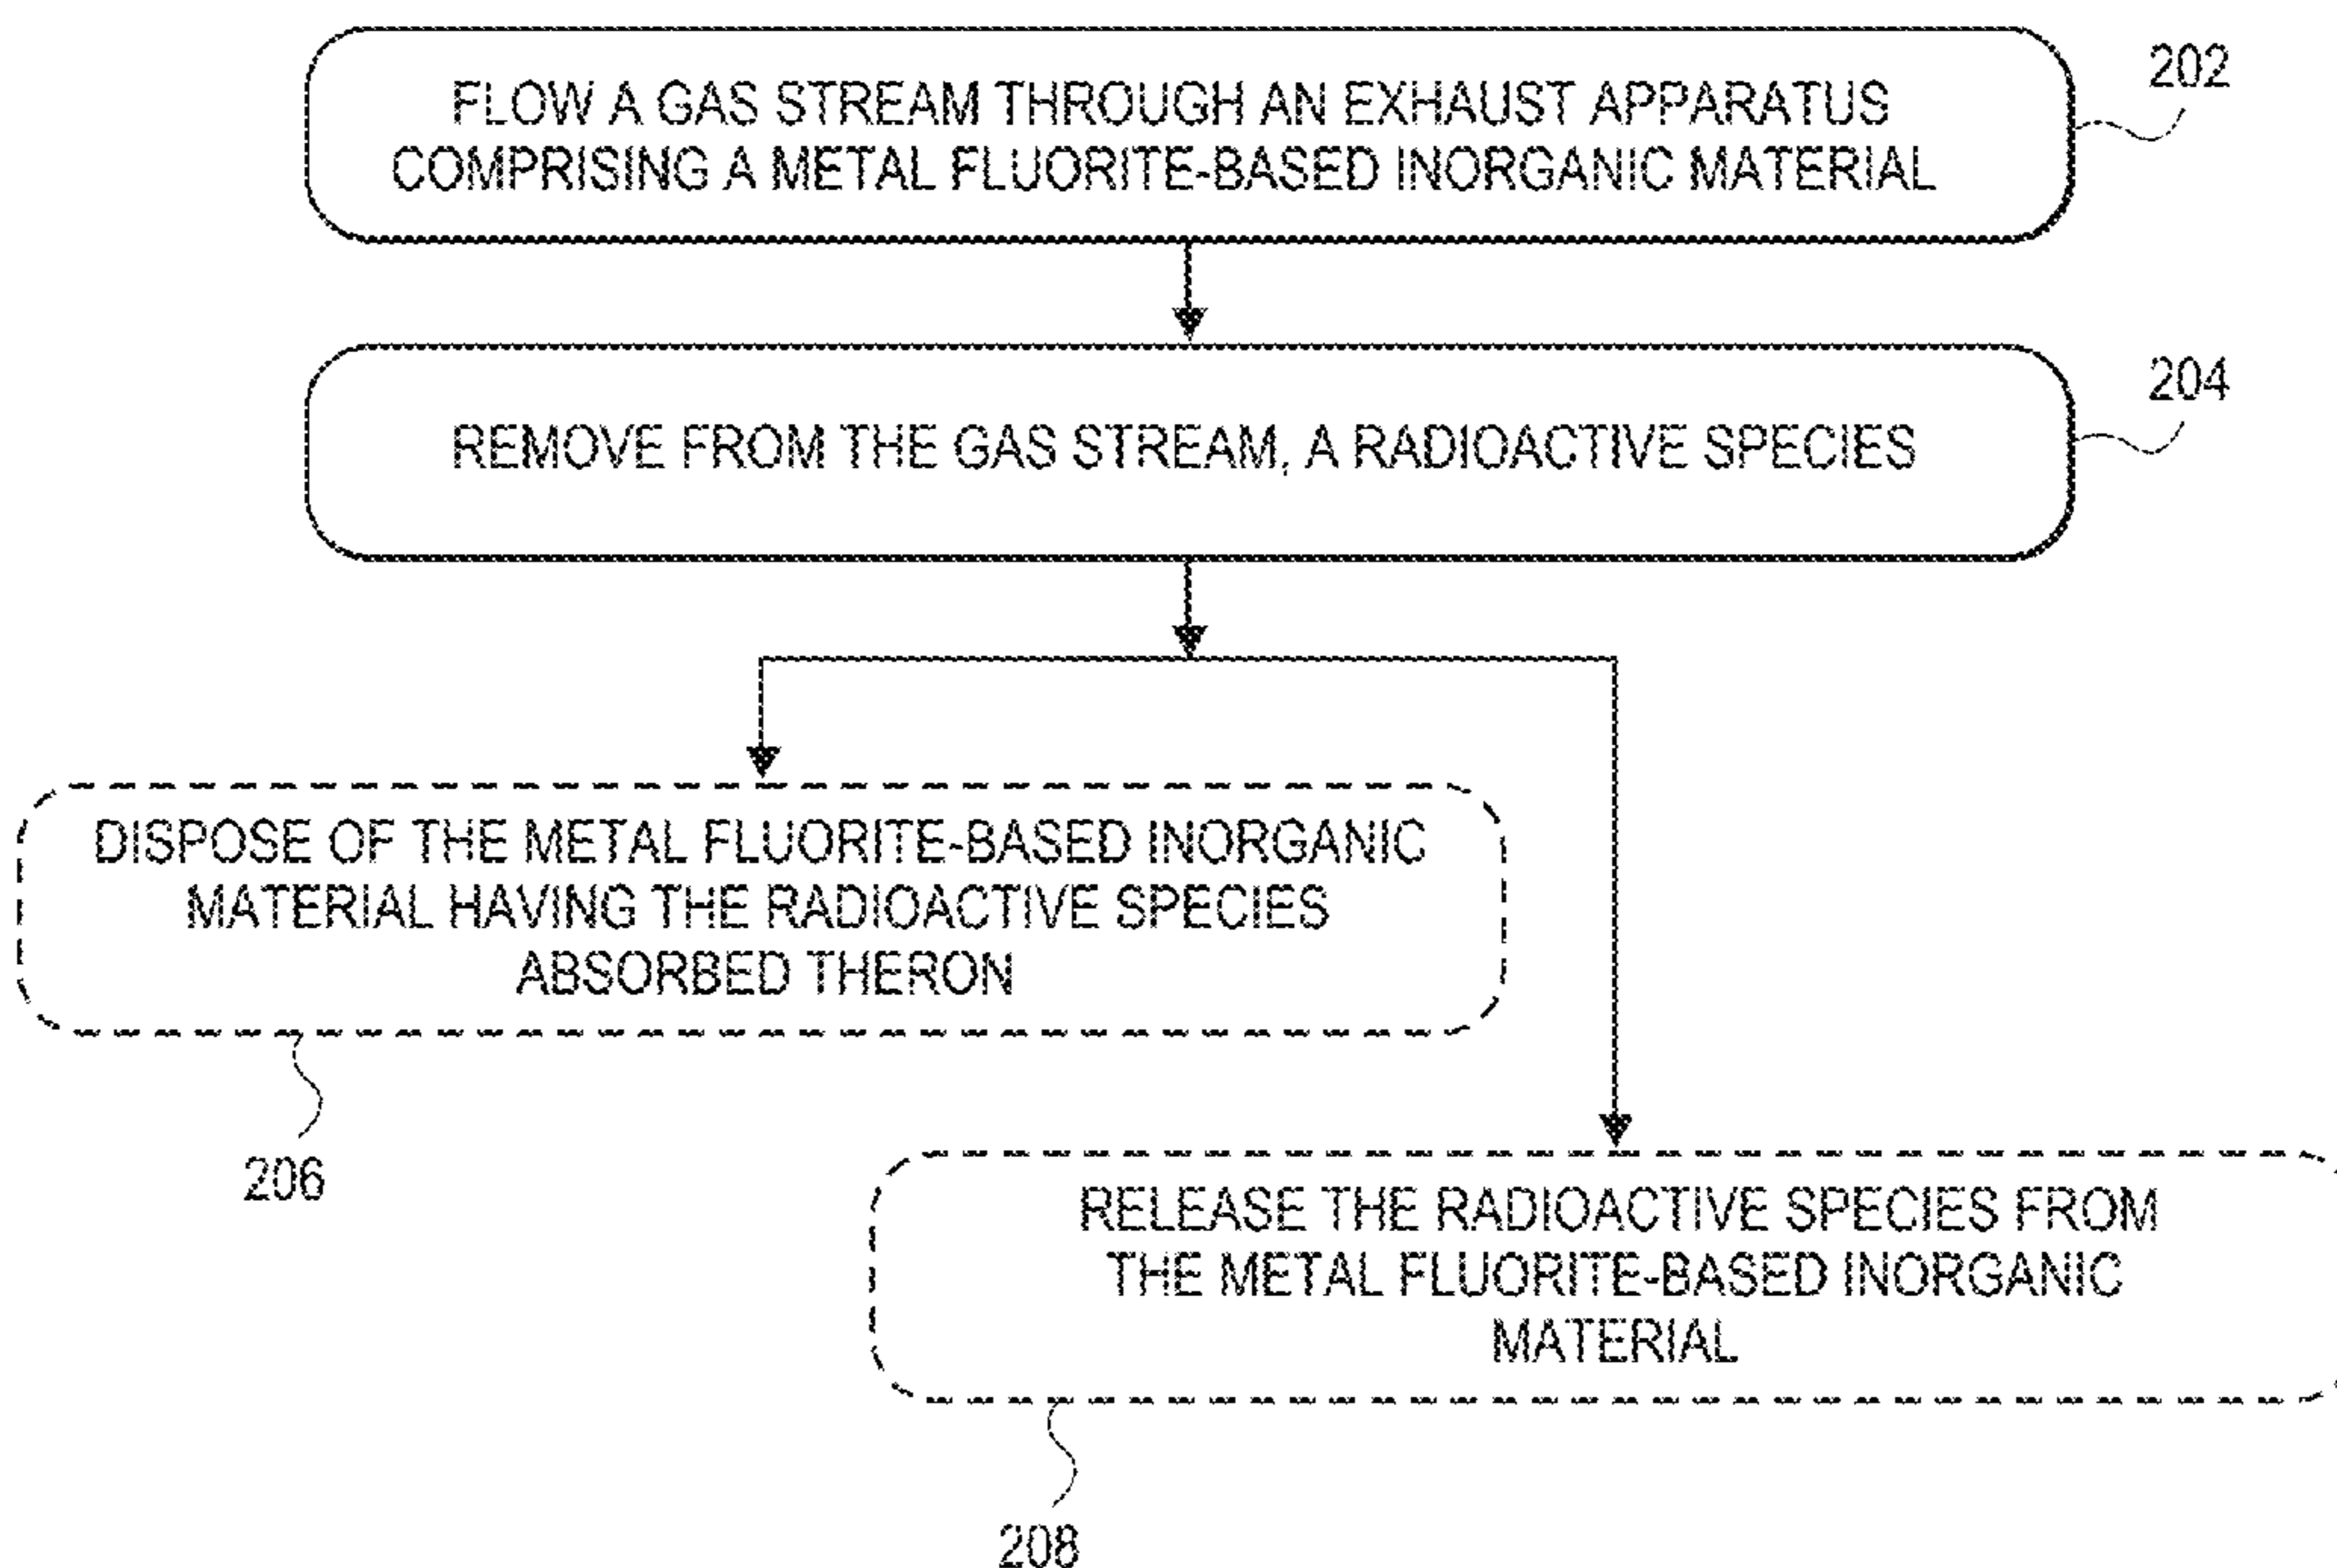 FLOW A GAS STREAM THROUGH AN EXHAUST APPARATUS
COMPRISING A METAL FLUORITE-BASED INORGANIC MATERIAL
202
REMOVE FROM THE GAS STREAM, A RADIOACTIVE SPECIES
204
DISPOSE OF THE METAL FLUORITE-BASED INORGANIC
MATERIAL HAVING THE RADIOACTIVE SPECIES
ABSORBED THERON
206
RELEASE THE RADIOACTIVE SPECIES FROM
THE METAL FLUORITE-BASED INORGANIC
MATERIAL
208